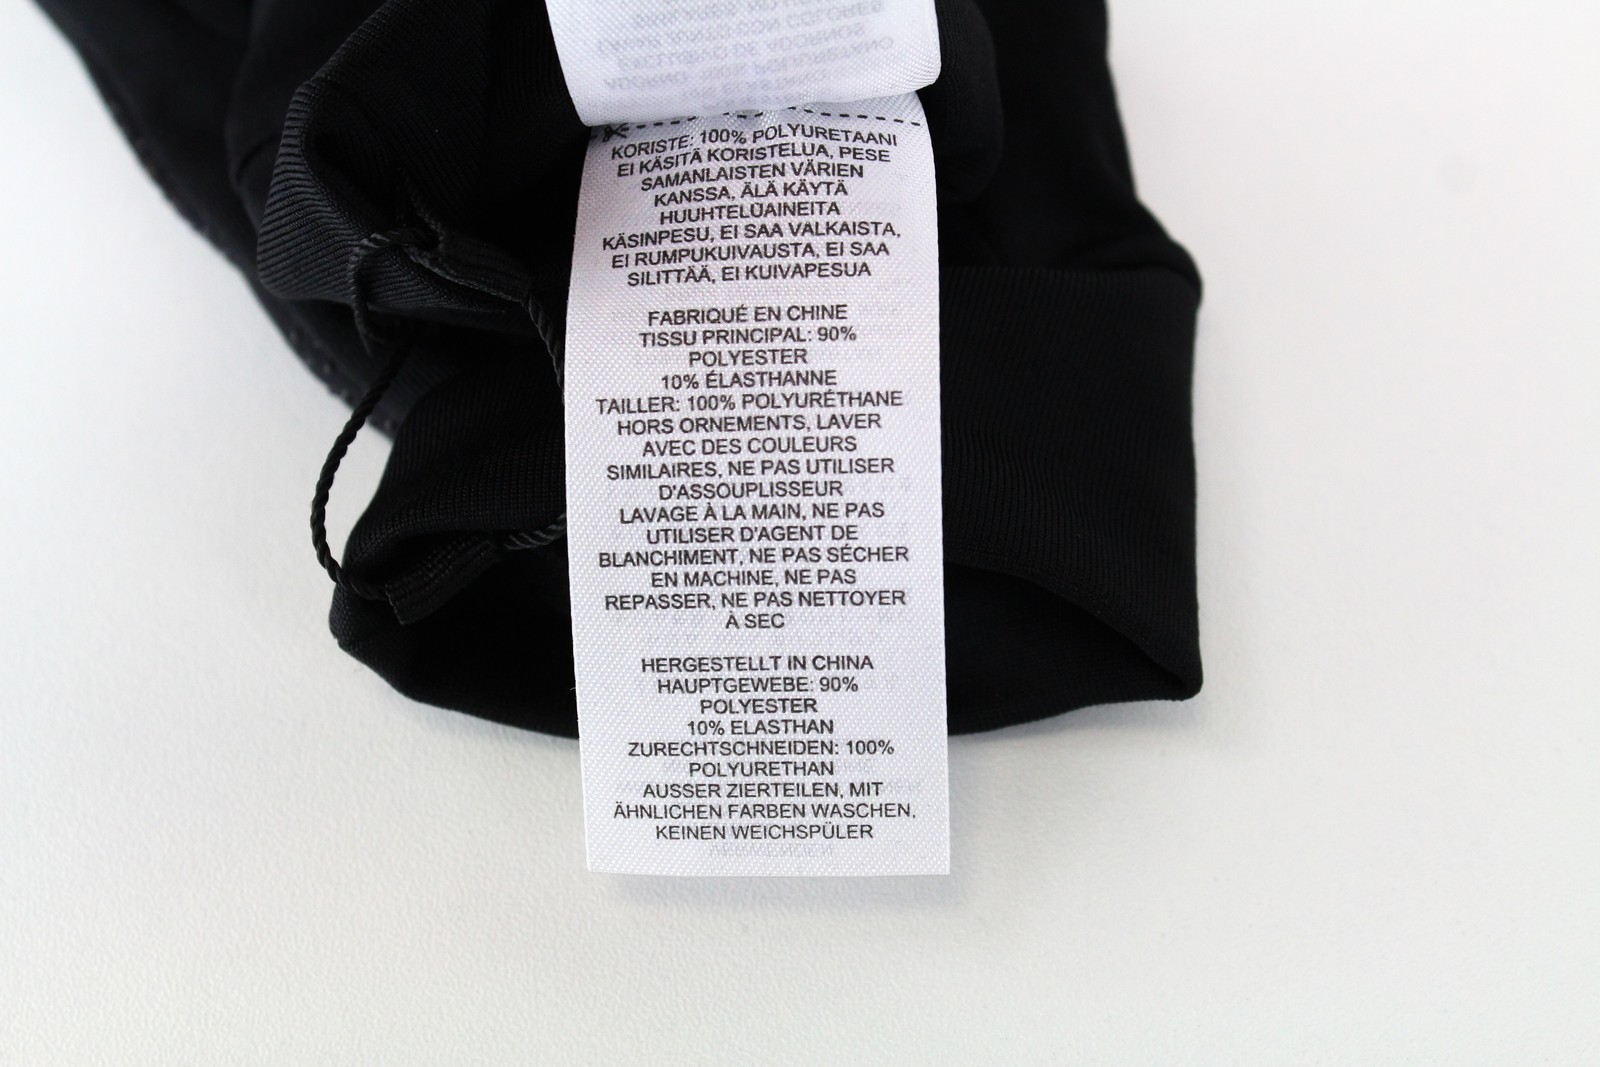 KORISTE: 100% POLYURETAANI
EI KÄSITÄ KORISTELUA, PESE
SAMANLAISTEN VÄRIEN
KANSSA, ÄLÄ KÄYTÄ
HUUHTELUAINEITA
KÄSINPESU, EI SAA VALKAISTA,
EI RUMPUKUIVAUSTA, EI SAA
SILITTÄÄ, EI KUIVAPESUA
FABRIQUÉ EN CHINE
TISSU PRINCIPAL: 90%
POLYESTER
10% ÉLASTHANNE
TAILLER: 100% POLYURÉTHANE
HORS ORNEMENTS, LAVER
AVEC DES COULEURS
SIMILAIRES, NE PAS UTILISER
D'ASSOUPLISSEUR
LAVAGE À LA MAIN, NE PAS
UTILISER D'AGENT DE
BLANCHIMENT, NE PAS SÉCHER
EN MACHINE, NE PAS
REPASSER, NE PAS NETTOYER
À SEC
HERGESTELLT IN CHINA
HAUPTGEWEBE: 90%
POLYESTER
10% ELASTHAN
ZURECHTSCHNEIDEN: 100%
POLYURETHAN
AUSSER ZIERTEILEN, MIT
ÄHNLICHEN FARBEN WASCHEN,
KEINEN WEICHSPÜLER